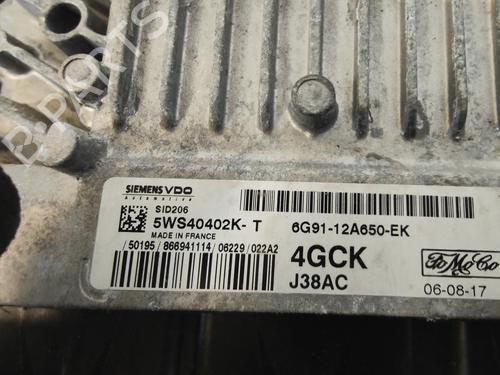 B-PARTS
SIEMENS VDO
Automotive
SID206
5WS40402K-T
MADE IN FRANCE
/50195/866941114/06229/022A2
6G91-12A650-EK
4GCK
J38AC
FoMoCo
06-08-17